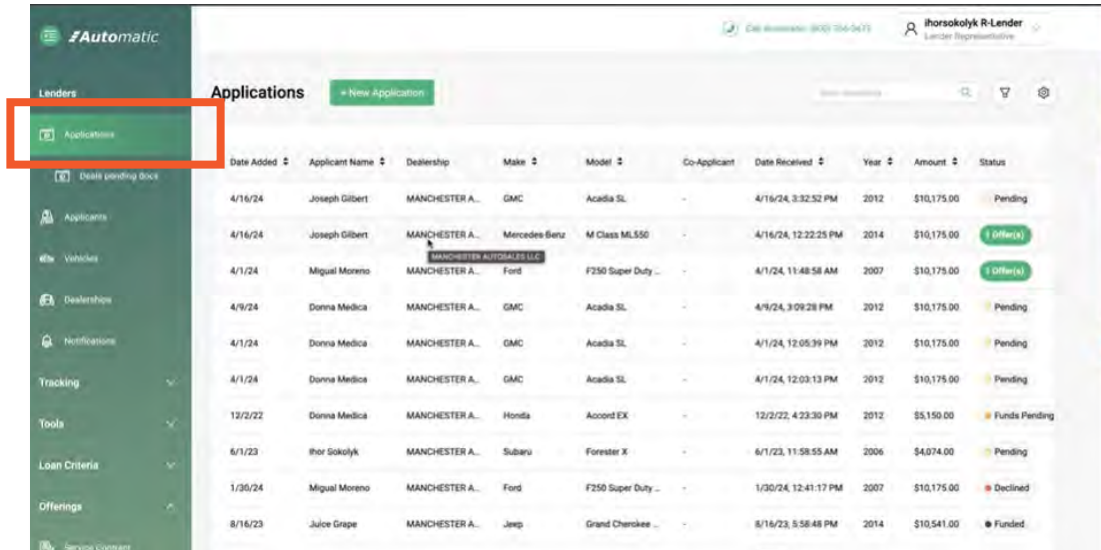 Automatic
ihorsokolyk R-Lender
Lender Representative
Lenders
Applications
+ New Application
Applications
Deals pending docs
Applicants
Vehicles
Dealerships
Notifications
Tracking
Tools
Loan Criteria
Offerings
Service Contract
Date Added Applicant Name Dealership Make Model Co-Applicant Date Received Year Amount Status
4/16/24 Joseph Gilbert MANCHESTER A... GMC Acadia SL - 4/16/24, 3:32:52 PM 2012 $10,175.00 Pending
4/16/24 Joseph Gilbert MANCHESTER A... Mercedes-Benz M Class ML550 - 4/16/24, 12:22:25 PM 2014 $10,175.00 1 Offer(s)
MANCHESTER AUTOSALES LLC
4/1/24 Migual Moreno MANCHESTER A... Ford F250 Super Duty ... - 4/1/24, 11:48:58 AM 2007 $10,175.00 1 Offer(s)
4/9/24 Donna Medica MANCHESTER A... GMC Acadia SL - 4/9/24, 3:09:28 PM 2012 $10,175.00 Pending
4/1/24 Donna Medica MANCHESTER A... GMC Acadia SL - 4/1/24, 12:05:39 PM 2012 $10,175.00 Pending
4/1/24 Donna Medica MANCHESTER A... GMC Acadia SL - 4/1/24, 12:03:13 PM 2012 $10,175.00 Pending
12/2/22 Donna Medica MANCHESTER A... Honda Accord EX - 12/2/22, 4:23:30 PM 2012 $5,150.00 Funds Pending
6/1/23 Ihor Sokolyk MANCHESTER A... Subaru Forester X - 6/1/23, 11:58:55 AM 2006 $4,074.00 Pending
1/30/24 Migual Moreno MANCHESTER A... Ford F250 Super Duty ... - 1/30/24, 12:41:17 PM 2007 $10,175.00 Declined
8/16/23 Juice Grape MANCHESTER A... Jeep Grand Cherokee ... - 8/16/23, 5:58:48 PM 2014 $10,541.00 Funded